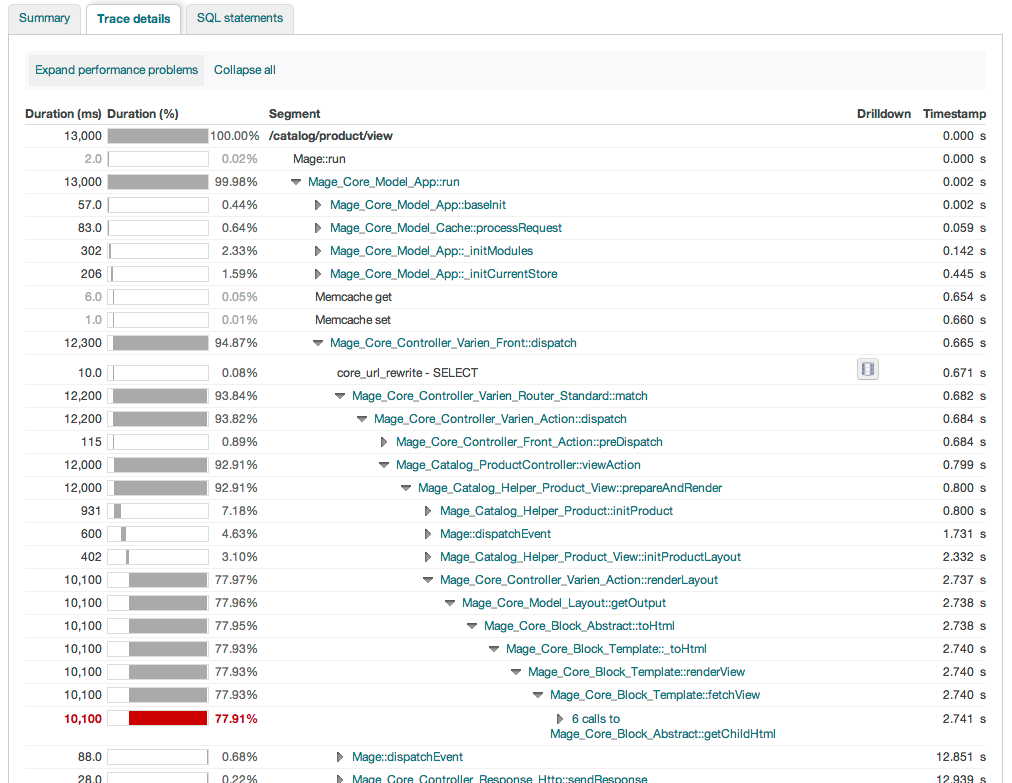 Summary Trace details SQL statements
Expand performance problems Collapse all
Duration (ms) Duration (%) Segment Drilldown Timestamp
13,000 100.00% /catalog/product/view 0.000 s
2.0 0.02% Mage::run 0.000 s
13,000 99.98% Mage_Core_Model_App::run 0.002 s
57.0 0.44% Mage_Core_Model_App::baseInit 0.002 s
83.0 0.64% Mage_Core_Model_Cache::processRequest 0.059 s
302 2.33% Mage_Core_Model_App::_initModules 0.142 s
206 1.59% Mage_Core_Model_App::_initCurrentStore 0.445 s
6.0 0.05% Memcache get 0.654 s
1.0 0.01% Memcache set 0.660 s
12,300 94.87% Mage_Core_Controller_Varien_Front::dispatch 0.665 s
10.0 0.08% core_url_rewrite - SELECT 0.671 s
12,200 93.84% Mage_Core_Controller_Varien_Router_Standard::match 0.682 s
12,200 93.82% Mage_Core_Controller_Varien_Action::dispatch 0.684 s
115 0.89% Mage_Core_Controller_Front_Action::preDispatch 0.684 s
12,000 92.91% Mage_Catalog_ProductController::viewAction 0.799 s
12,000 92.91% Mage_Catalog_Helper_Product_View::prepareAndRender 0.800 s
931 7.18% Mage_Catalog_Helper_Product::initProduct 0.800 s
600 4.63% Mage::dispatchEvent 1.731 s
402 3.10% Mage_Catalog_Helper_Product_View::initProductLayout 2.332 s
10,100 77.97% Mage_Core_Controller_Varien_Action::renderLayout 2.737 s
10,100 77.96% Mage_Core_Model_Layout::getOutput 2.738 s
10,100 77.95% Mage_Core_Block_Abstract::toHtml 2.738 s
10,100 77.93% Mage_Core_Block_Template::_toHtml 2.740 s
10,100 77.93% Mage_Core_Block_Template::renderView 2.740 s
10,100 77.93% Mage_Core_Block_Template::fetchView 2.740 s
10,100 77.91% 6 calls to 2.741 s
Mage_Core_Block_Abstract::getChildHtml
88.0 0.68% Mage::dispatchEvent 12.851 s
28.0 0.22% Mage_Core_Controller_Response_Http::sendResponse 12.939 s